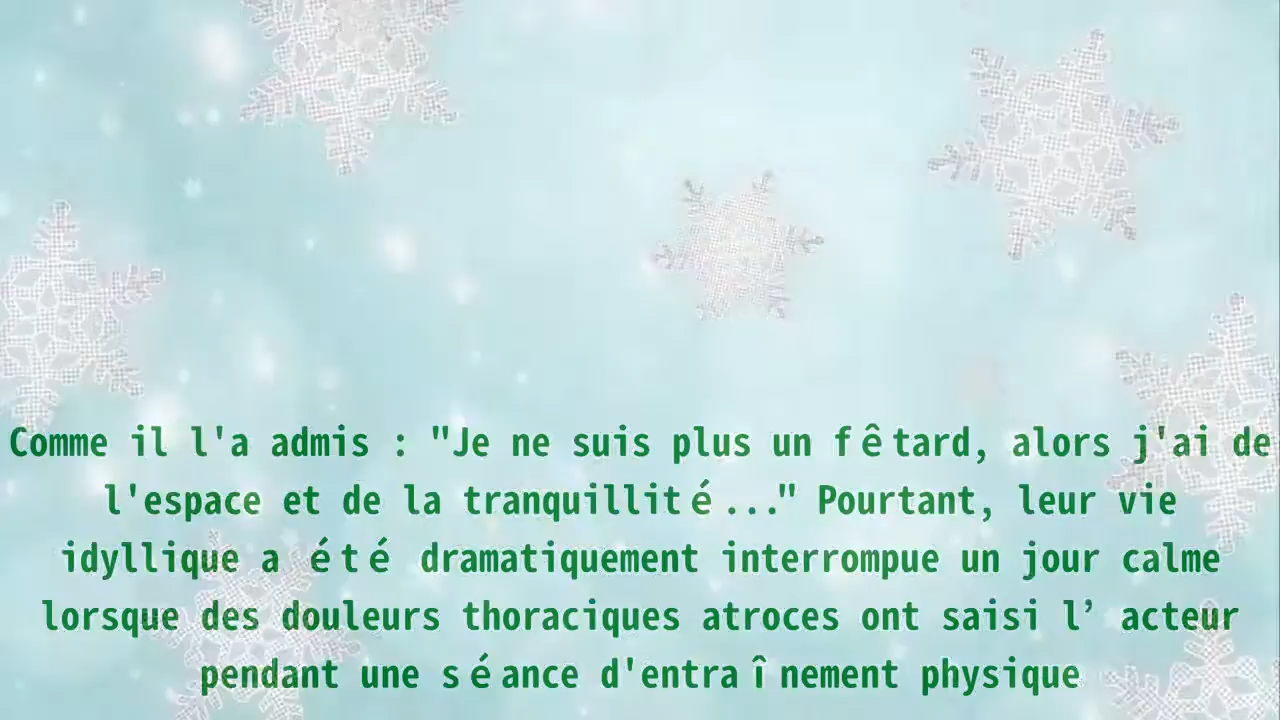 Comme il l'a admis : "Je ne suis plus un fêtard, alors j'ai de
l'espace et de la tranquillité..." Pourtant, leur vie
idyllique a été dramatiquement interrompue un jour calme
lorsque des douleurs thoraciques atroces ont saisi l’ acteur
pendant une séance d'entraînement physique